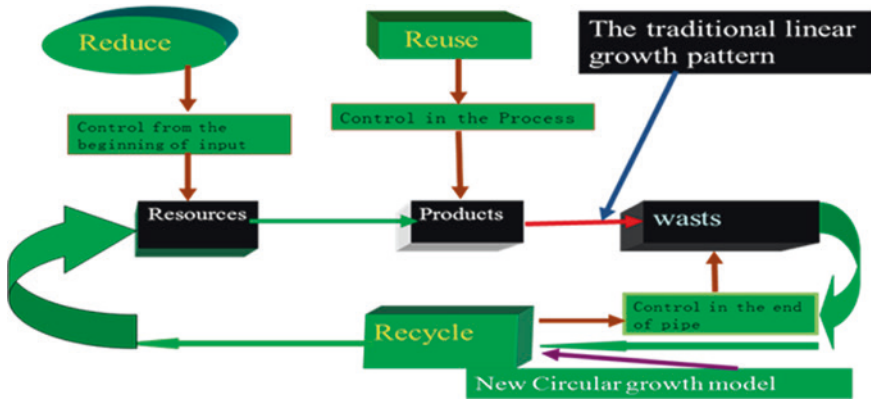 Reduce
Reuse
The traditional linear
growth pattern
Control from the
beginning of input
Control in the Process
Resources
Products
wasts
Control in the end
of pipe
Recycle
New Circular growth model